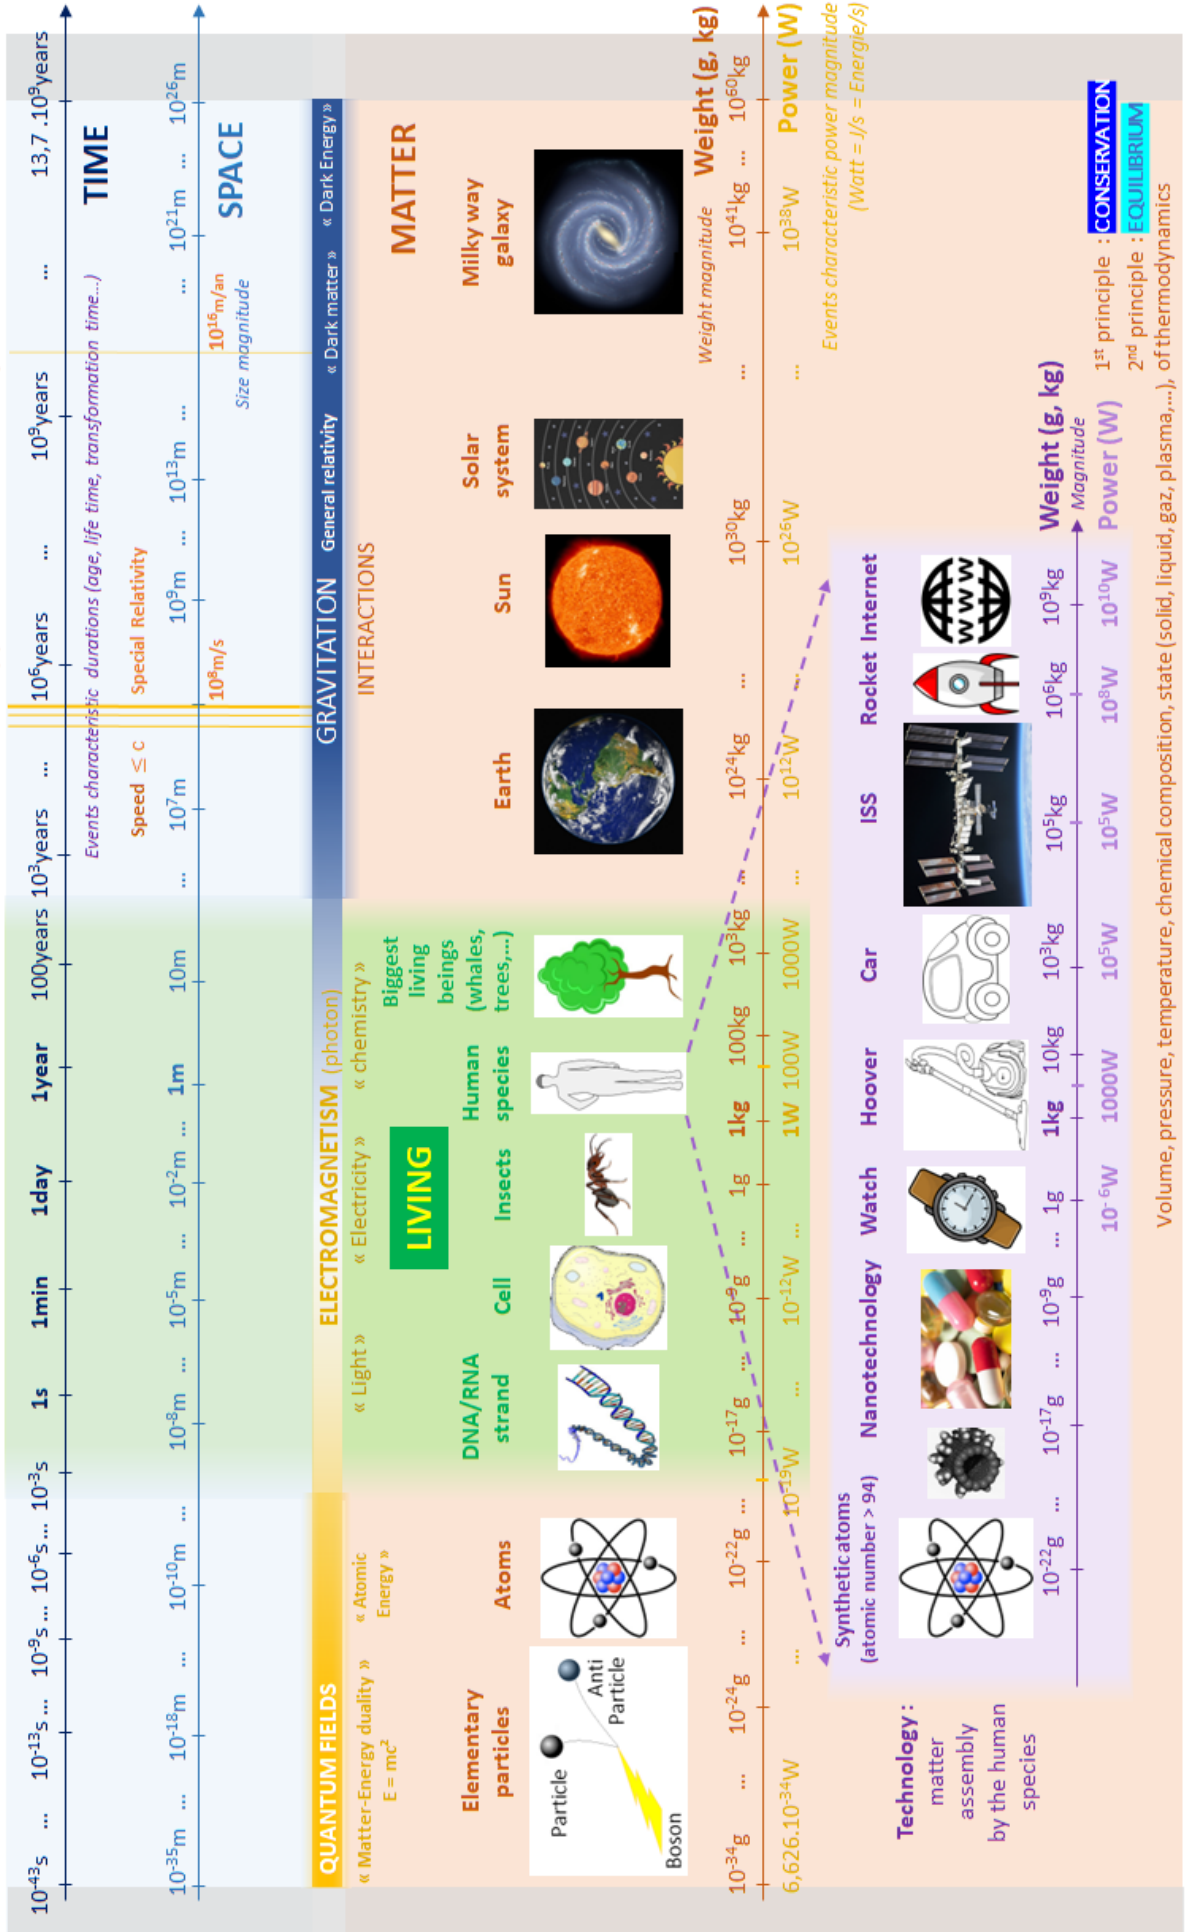 10⁻⁴³s ... 10⁻¹³s ... 10⁻⁹s ... 10⁻⁶s ... 10⁻³s 1s 1min 1day 1year 100years 10³years ... 10⁶years ... 10⁹years ... 13,7 .10⁹years
Events characteristic durations (age, life time, transformation time...)
TIME
Speed ≤ C Special Relativity
10⁻³⁵m ... 10⁻¹⁸m ... 10⁻¹⁰m ... 10⁻⁸m ... 10⁻⁵m ... 10⁻²m ... 1m 10m ... 10⁷m 10⁹m ... 10¹³m ... ... 10²¹m ... 10²⁶m
10⁸m/s 10¹⁶m/an
SPACE
Size magnitude
QUANTUM FIELDS ELECTROMAGNETISM (photon) GRAVITATION General relativity « Dark matter » « Dark Energy »
« Matter-Energy duality »
E = mc²
« Atomic
Energy »
« Light » « Electricity » « chemistry »
INTERACTIONS
MATTER
LIVING
Elementary
particles
Atoms
DNA/RNA
strand
Cell
Insects
Human
species
Biggest
living
beings
(whales,
trees,...)
Earth
Sun
Solar
system
Milky way
galaxy
Particle
Anti
Particle
Boson
Weight magnitude
10⁻³⁴g ... 10⁻²⁴g ... 10⁻²²g ... 10⁻¹⁷g ... 10⁻⁹g ... 1g 1kg 100kg 10³kg ... 10²⁴kg ... 10³⁰kg ... 10⁴¹kg ... 10⁶⁰kg
Weight (g, kg)
6,626.10⁻³⁴W ... 10⁻¹⁹W ... 10⁻¹²W ... 1W 100W 1000W ... 10¹²W ... 10²⁶W ... 10³⁸W
Power (W)
Events characteristic power magnitude
(Watt = J/s = Energie/s)
Technology :
matter
assembly
by the human
species
Synthetic atoms
(atomic number > 94)
Nanotechnology
Watch
Hoover
Car
ISS
Rocket
Internet
WWW
10⁻²²g ... 10⁻¹⁷g ... 10⁻⁹g ... 1g 1kg 10kg 10³kg 10⁵kg 10⁶kg 10⁹kg
Weight (g, kg)
Magnitude
10⁻⁶W 1000W 10⁵W 10⁵W 10⁸W 10¹⁰W
Power (W)
1ˢᵗ principle : CONSERVATION
2ⁿᵈ principle : EQUILIBRIUM
Volume, pressure, temperature, chemical composition, state (solid, liquid, gaz, plasma,...), of thermodynamics